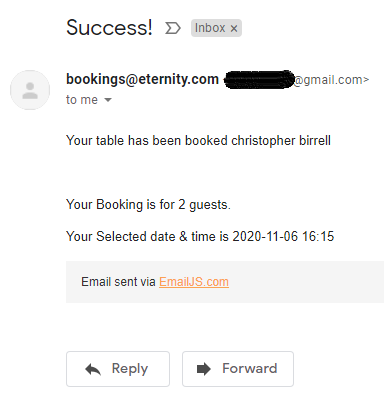 Success! Inbox x
bookings@eternity.com @gmail.com>
to me
Your table has been booked christopher birrell
Your Booking is for 2 guests.
Your Selected date & time is 2020-11-06 16:15
Email sent via EmailJS.com
Reply Forward